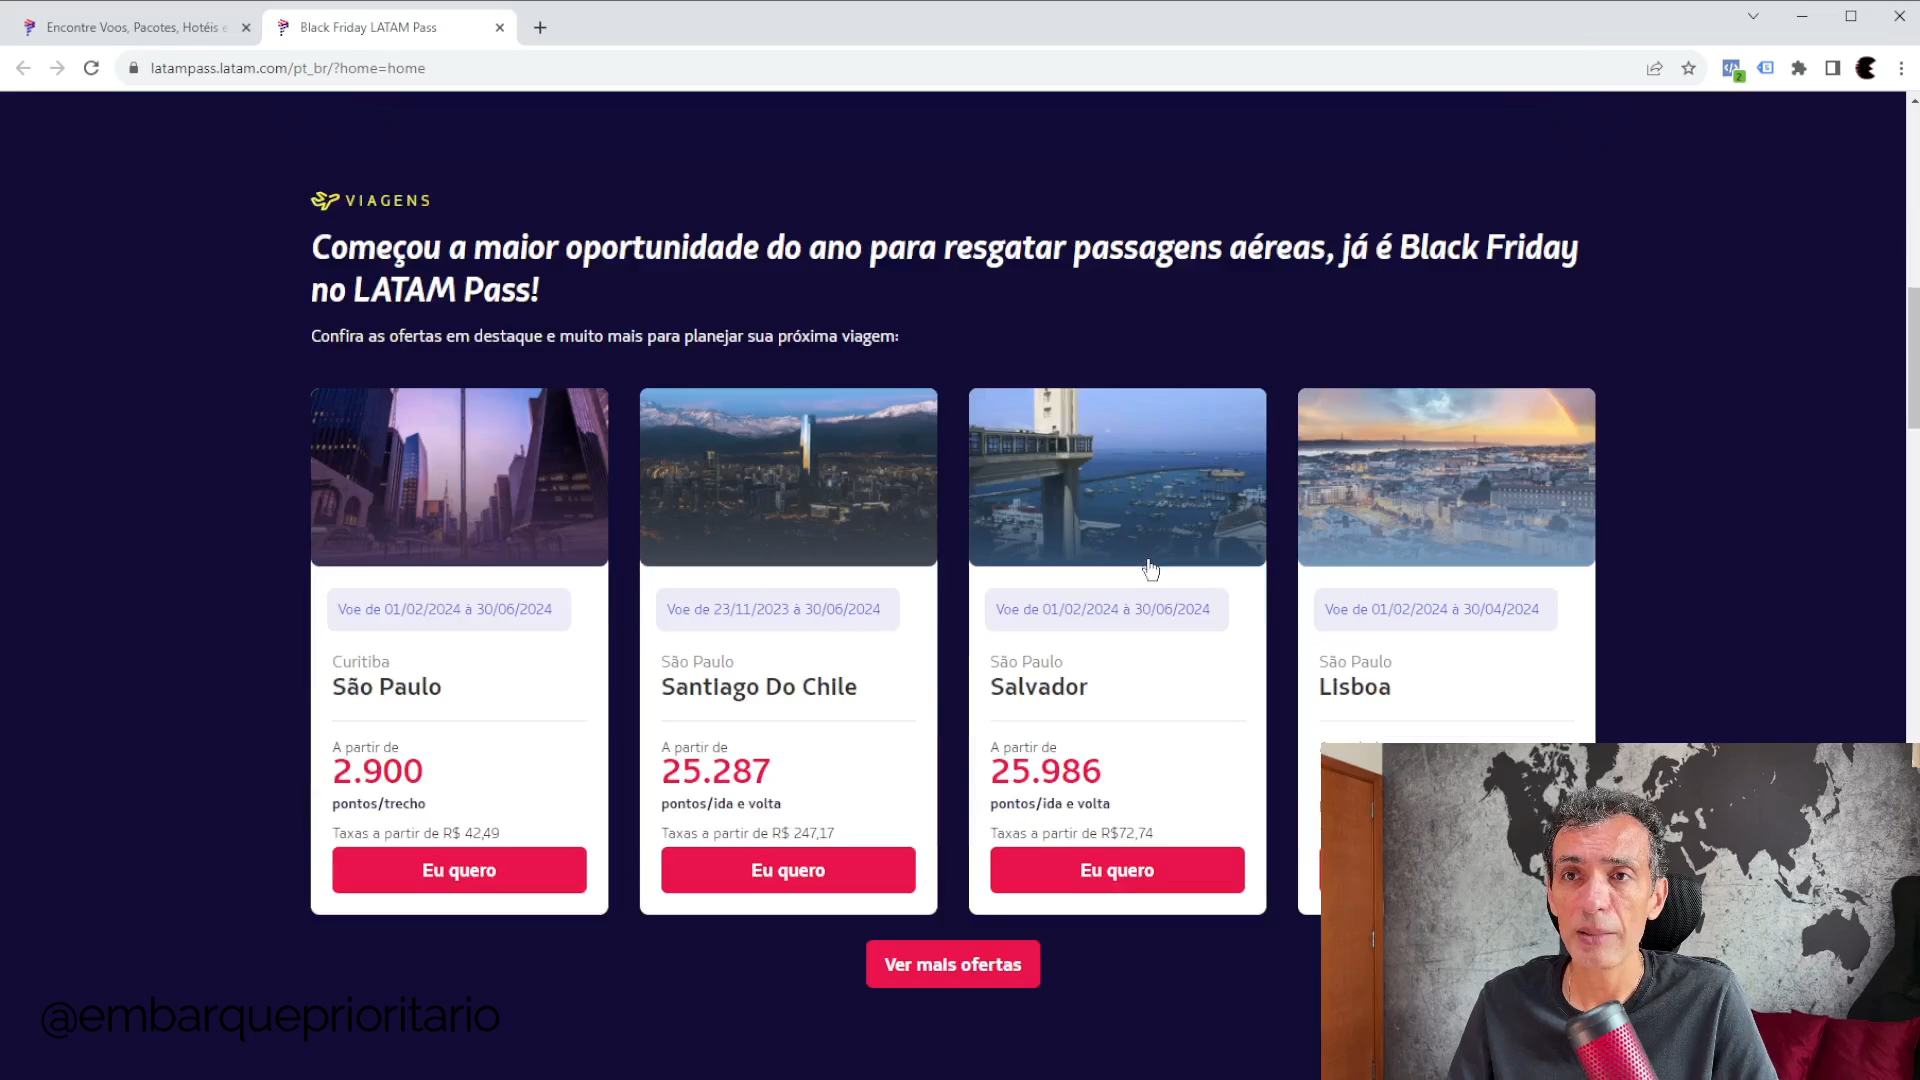 Encontre Voos, Pacotes, Hotéis e
Black Friday LATAM Pass
latampass.latam.com/pt_br/?home=home
2
VIAGENS
Começou a maior oportunidade do ano para resgatar passagens aéreas, já é Black Friday
no LATAM Pass!
Confira as ofertas em destaque e muito mais para planejar sua próxima viagem:
Voe de 01/02/2024 à 30/06/2024
Curitiba
São Paulo
A partir de
2.900
pontos/trecho
Taxas a partir de R$ 42,49
Eu quero
Voe de 23/11/2023 à 30/06/2024
São Paulo
Santiago Do Chile
A partir de
25.287
pontos/ida e volta
Taxas a partir de R$ 247,17
Eu quero
Voe de 01/02/2024 à 30/06/2024
São Paulo
Salvador
A partir de
25.986
pontos/ida e volta
Taxas a partir de R$72,74
Eu quero
Voe de 01/02/2024 à 30/04/2024
São Paulo
Lisboa
Ver mais ofertas
@embarqueprioritario